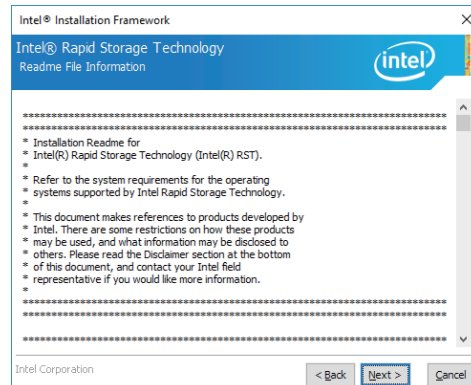 Intel® Installation Framework
Intel® Rapid Storage Technology
Readme File Information
intel
********************************************************************************
********************************************************************************
* Installation Readme for
* Intel(R) Rapid Storage Technology (Intel(R) RST).
*
* Refer to the system requirements for the operating
* systems supported by Intel Rapid Storage Technology.
*
* This document makes references to products developed by
* Intel. There are some restrictions on how these products
* may be used, and what information may be disclosed to
* others. Please read the Disclaimer section at the bottom
* of this document, and contact your Intel field
* representative if you would like more information.
*
********************************************************************************
********************************************************************************
********************************************************************************
Intel Corporation
< Back Next > Cancel